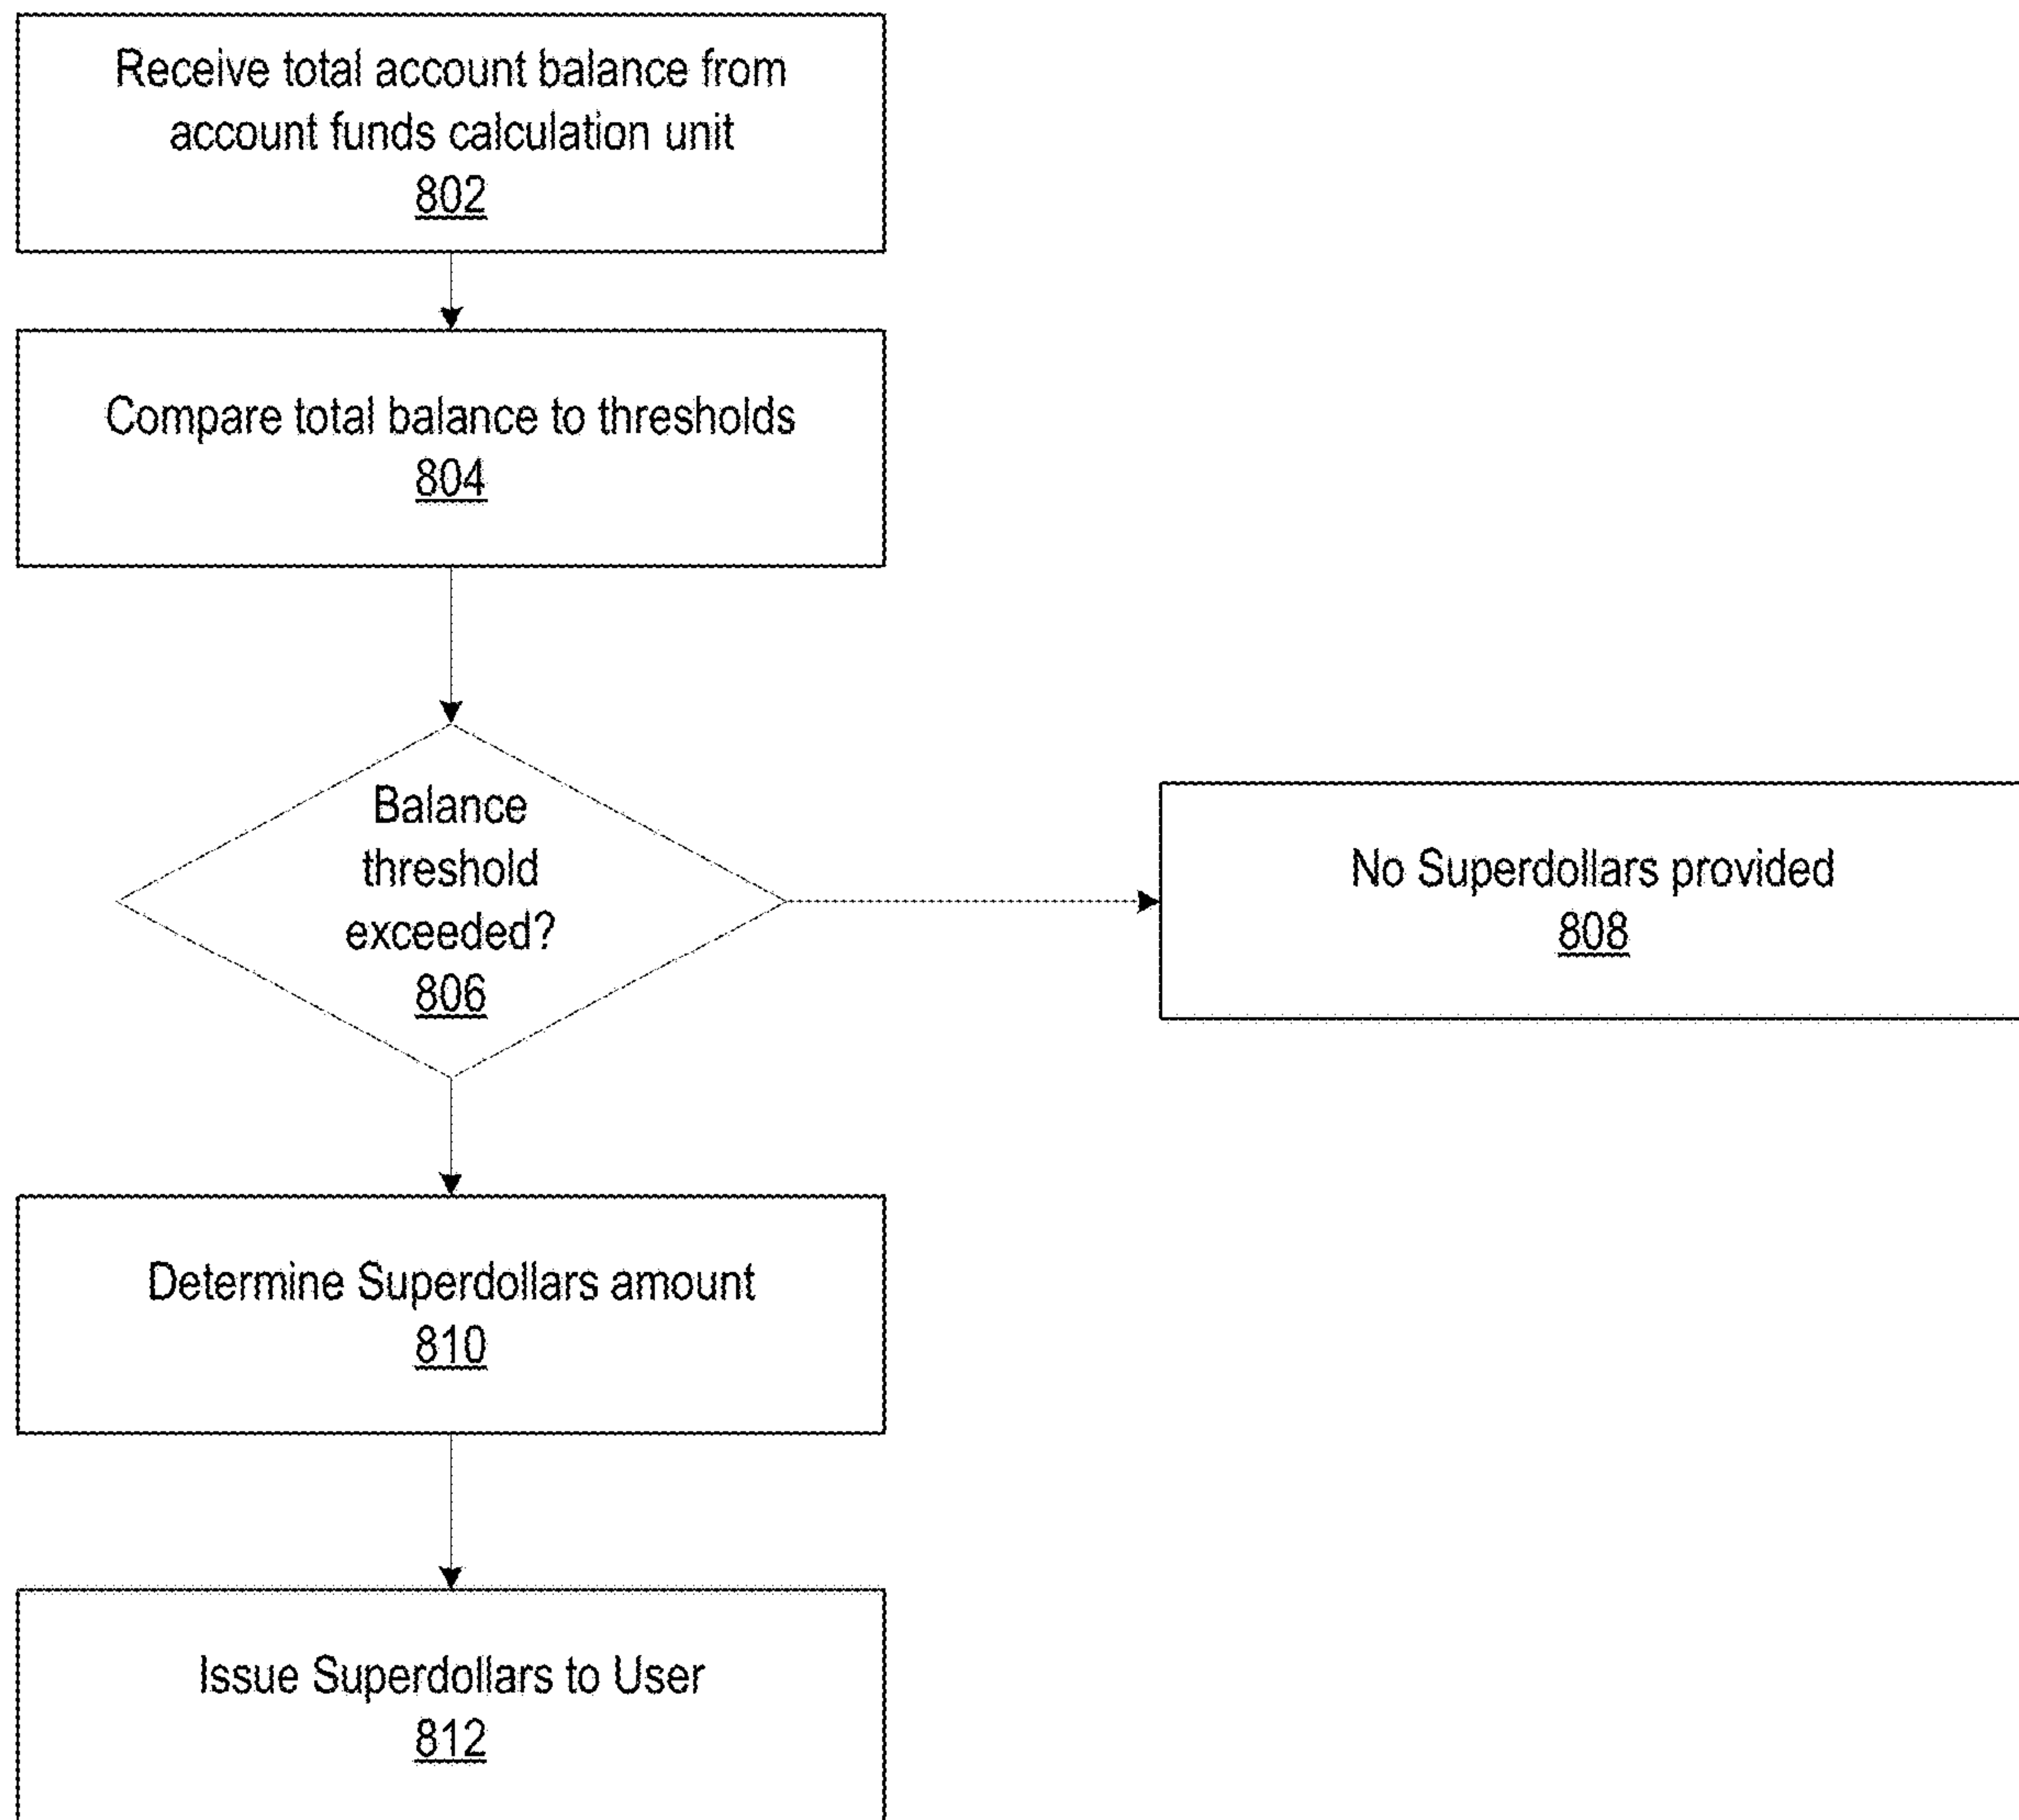 Receive total account balance from
account funds calculation unit
802
Compare total balance to thresholds
804
Balance
threshold
exceeded?
806
No Superdollars provided
808
Determine Superdollars amount
810
Issue Superdollars to User
812